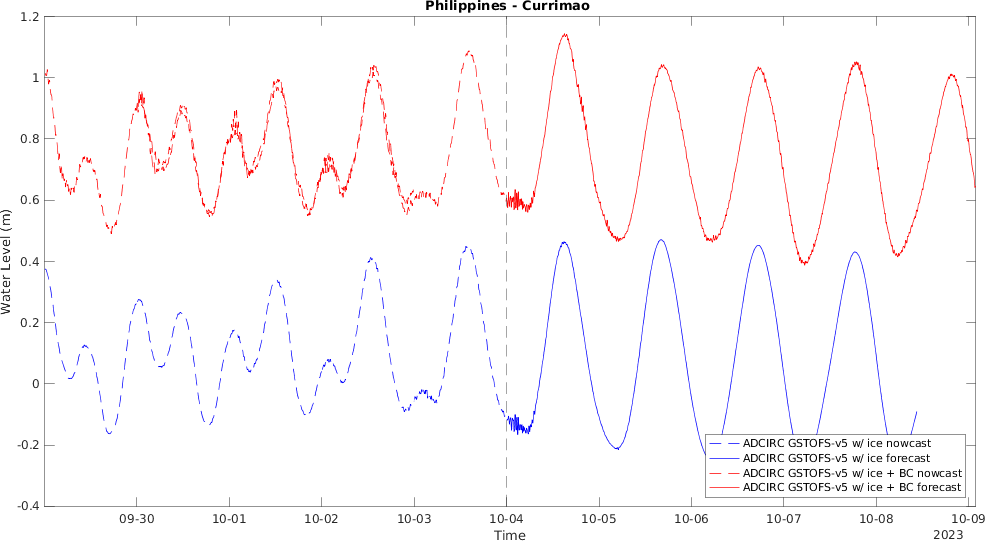 Philippines - Currimao
1.2
1
0.8
0.6
0.4
0.2
0
-0.2
-0.4
Water Level (m)
ADCIRC GSTOFS-v5 w/ ice nowcast
ADCIRC GSTOFS-v5 w/ ice forecast
ADCIRC GSTOFS-v5 w/ ice + BC nowcast
ADCIRC GSTOFS-v5 w/ ice + BC forecast
09-30 10-01 10-02 10-03 10-04 10-05 10-06 10-07 10-08 10-09
Time 2023